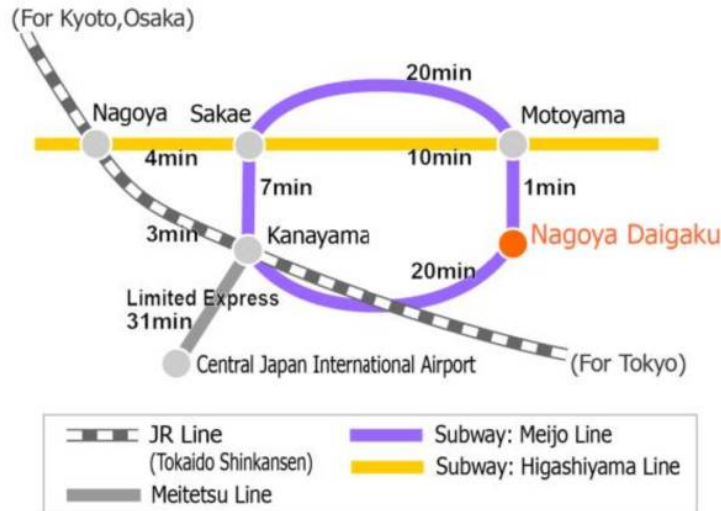 (For Kyoto,Osaka)
20min
Nagoya
Sakae
Motoyama
4min
10min
7min
1min
3min
Kanayama
Nagoya Daigaku
20min
Limited Express
31min
Central Japan International Airport
(For Tokyo)
JR Line
(Tokaido Shinkansen)
Meitetsu Line
Subway: Meijo Line
Subway: Higashiyama Line